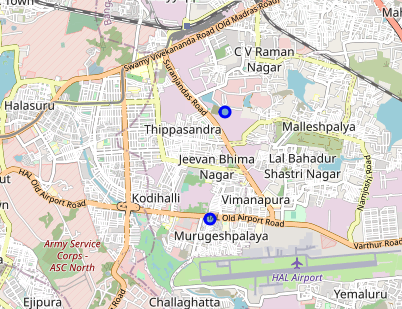 Town
Swamy Vivekananda Road (Old Madras Road)
C V Raman
Nagar
Suranjandas Road
Halasuru
Thippasandra
Malleshpalya
Jeevan Bhima
Nagar
Lal Bahadur
Shastri Nagar
HAL Old Airport Road
Kodihalli
Vimanapura
Old Airport Road
Varthur Road
Murugeshpalaya
Army Service
Corps -
ASC North
HAL Airport
Ejipura
Challaghatta
Yemaluru
Road